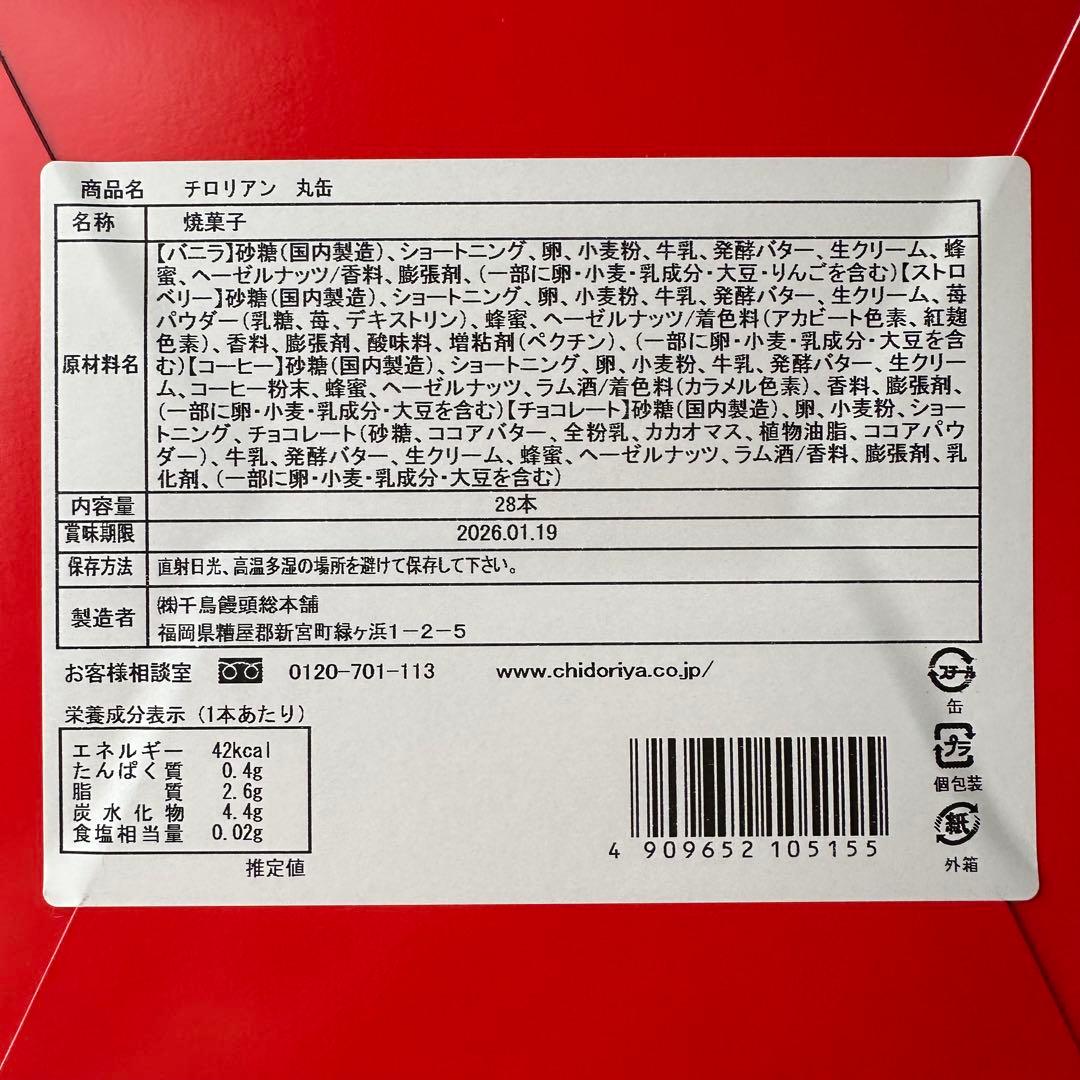 商品名 チロリアン 丸缶
名称 焼菓子
原材料名
【バニラ】砂糖(国内製造)、ショートニング、卵、小麦粉、牛乳、発酵バター、生クリーム、蜂
蜜、ヘーゼルナッツ/香料、膨張剤、(一部に卵・小麦・乳成分・大豆・りんごを含む)【ストロ
ベリー】砂糖(国内製造)、ショートニング、卵、小麦粉、牛乳、発酵バター、生クリーム、苺
パウダー(乳糖、苺、デキストリン)、蜂蜜、ヘーゼルナッツ/着色料(アカビート色素、紅麹
色素)、香料、膨張剤、酸味料、増粘剤(ペクチン)、(一部に卵・小麦・乳成分・大豆を含
む)【コーヒー】砂糖(国内製造)、ショートニング、卵、小麦粉、牛乳、発酵バター、生クリー
ム、コーヒー粉末、蜂蜜、ヘーゼルナッツ、ラム酒/着色料(カラメル色素)、香料、膨張剤、
(一部に卵・小麦・乳成分・大豆を含む)【チョコレート】砂糖(国内製造)、卵、小麦粉、ショー
トニング、チョコレート(砂糖、ココアバター、全粉乳、カカオマス、植物油脂、ココアパウ
ダー)、牛乳、発酵バター、生クリーム、蜂蜜、ヘーゼルナッツ、ラム酒/香料、膨張剤、乳
化剤、(一部に卵・小麦・乳成分・大豆を含む)
内容量 28本
賞味期限 2026.01.19
保存方法 直射日光、高温多湿の場所を避けて保存して下さい。
製造者 ㈱千鳥饅頭総本舗
福岡県糟屋郡新宮町緑ヶ浜1-2-5
お客様相談室 0120-701-113 www.chidoriya.co.jp/
スチール
缶
栄養成分表示(1本あたり)
エネルギー 42kcal
たんぱく質 0.4g
脂質 2.6g
炭水化物 4.4g
食塩相当量 0.02g
推定値
プラ
個包装
紙
外箱
4 909652 105155